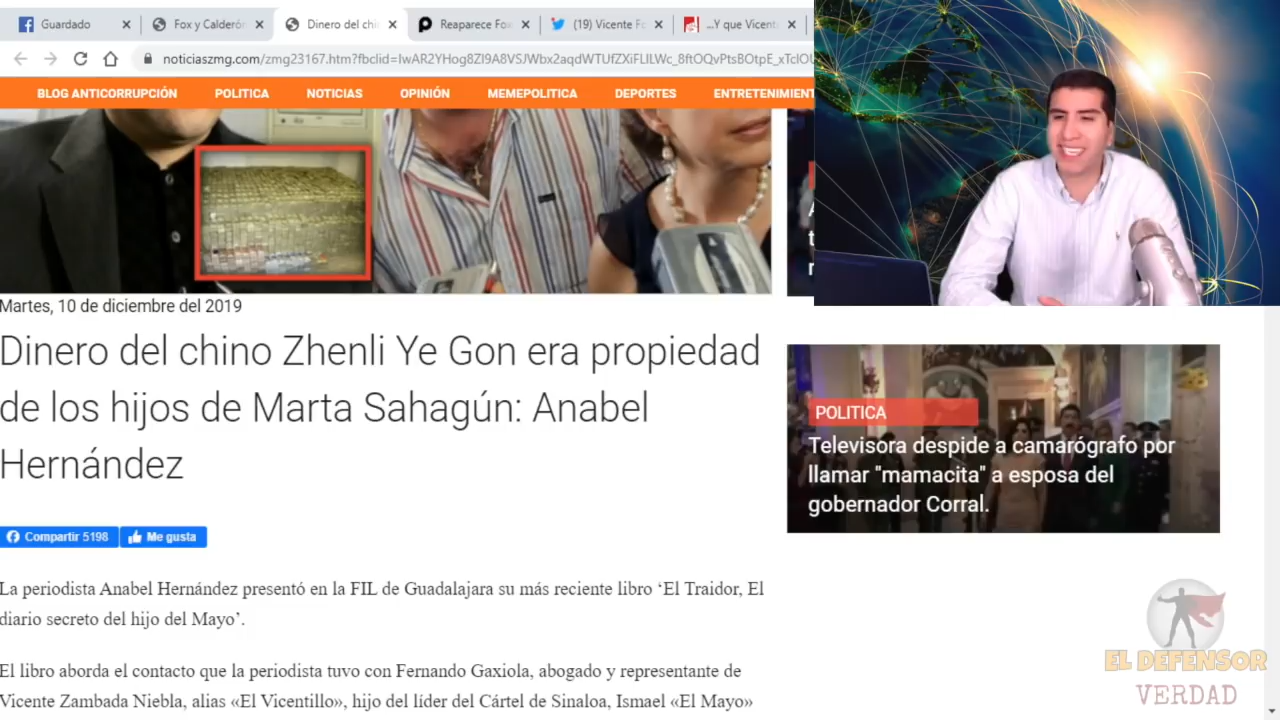 Guardado
Fox y Calderón
Dinero del chi
Reaparece Fox
(19) Vicente Fo
...Y que Vicent
noticiaszmg.com/zmg23167.htm?fbclid=IwAR2YHog8ZI9A8VSJWbx2aqdWTUfZXiFLlLWc_8ftOQvPtsBOtpE_xTclOU
BLOG ANTICORRUPCIÓN POLITICA NOTICIAS OPINIÓN MEMEPOLITICA DEPORTES ENTRETENIMIENT
Martes, 10 de diciembre del 2019
Dinero del chino Zhenli Ye Gon era propiedad
de los hijos de Marta Sahagún: Anabel
Hernández
Compartir 5198 Me gusta
La periodista Anabel Hernández presentó en la FIL de Guadalajara su más reciente libro ‘El Traidor, El
diario secreto del hijo del Mayo’.
El libro aborda el contacto que la periodista tuvo con Fernando Gaxiola, abogado y representante de
Vicente Zambada Niebla, alias «El Vicentillo», hijo del líder del Cártel de Sinaloa, Ismael «El Mayo»
POLITICA
Televisora despide a camarógrafo por
llamar "mamacita" a esposa del
gobernador Corral.
EL DEFENSOR
VERDAD